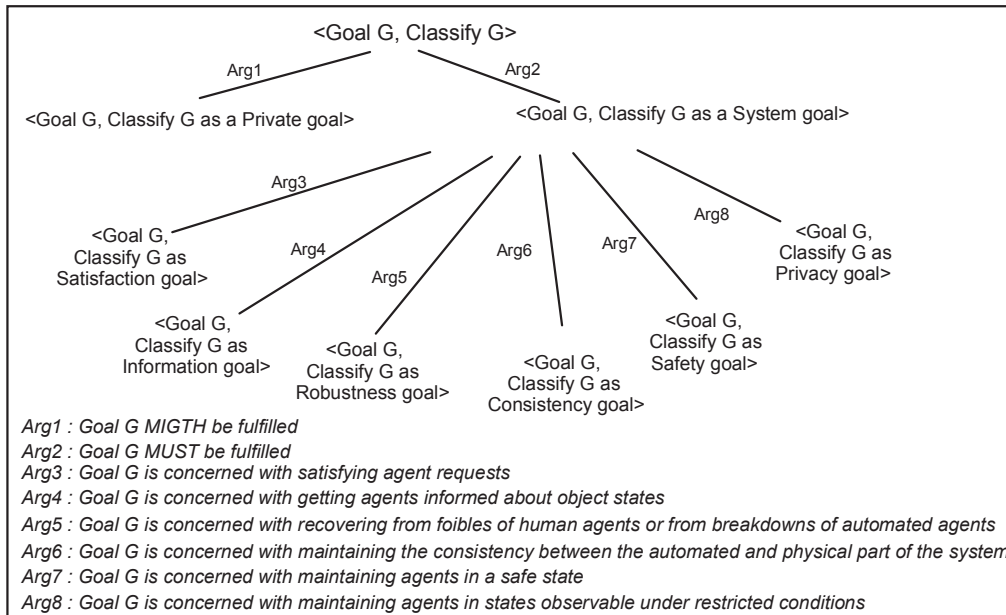 <Goal G, Classify G>
Arg1
Arg2
<Goal G, Classify G as a Private goal>
<Goal G, Classify G as a System goal>
Arg3
Arg4
Arg5
Arg6
Arg7
Arg8
<Goal G,
Classify G as
Satisfaction goal>
<Goal G,
Classify G as
Information goal>
<Goal G,
Classify G as
Robustness goal>
<Goal G,
Classify G as
Consistency goal>
<Goal G,
Classify G as
Safety goal>
<Goal G,
Classify G as
Privacy goal>
Arg1 : Goal G MIGTH be fulfilled
Arg2 : Goal G MUST be fulfilled
Arg3 : Goal G is concerned with satisfying agent requests
Arg4 : Goal G is concerned with getting agents informed about object states
Arg5 : Goal G is concerned with recovering from foibles of human agents or from breakdowns of automated agents
Arg6 : Goal G is concerned with maintaining the consistency between the automated and physical part of the system
Arg7 : Goal G is concerned with maintaining agents in a safe state
Arg8 : Goal G is concerned with maintaining agents in states observable under restricted conditions